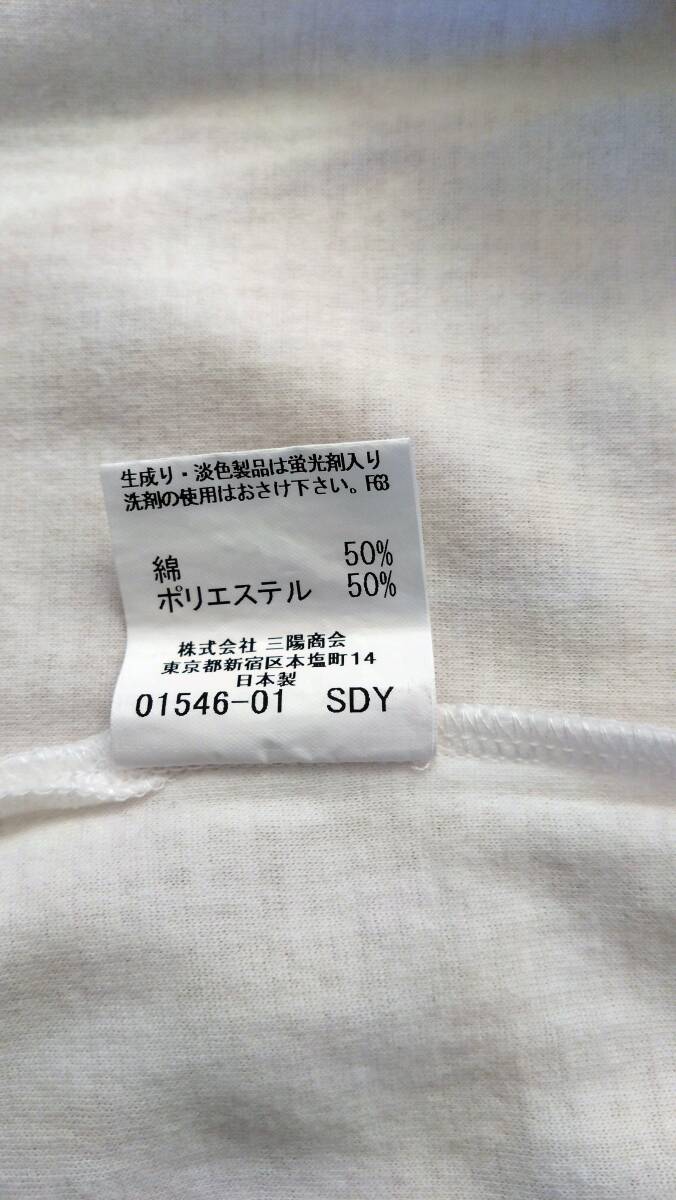 生成り・淡色製品は蛍光剤入り
洗剤の使用はおさけ下さい。F63
綿 50%
ポリエステル 50%
株式会社 三陽商会
東京都新宿区本塩町14
日本製
01546-01 SDY